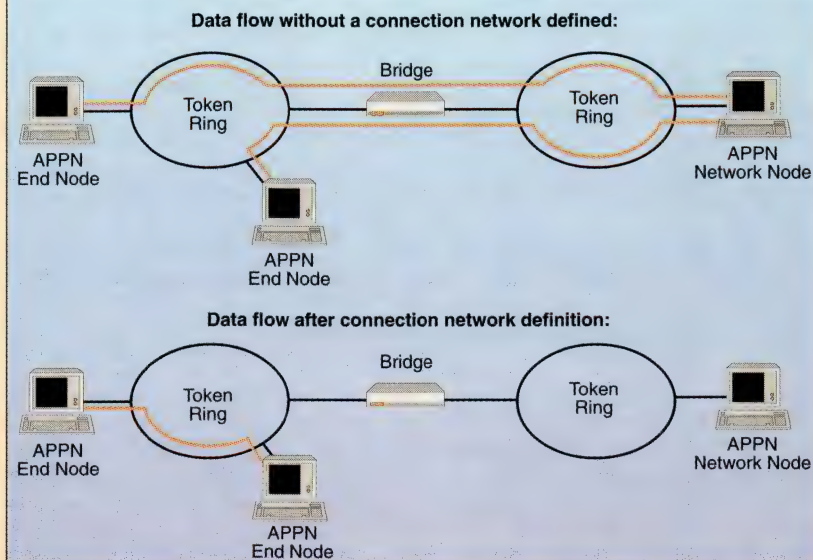 Data flow without a connection network defined:
Bridge
Token
Ring
Token
Ring
APPN
End Node
APPN
Network Node
APPN
End Node
Data flow after connection network definition:
Bridge
Token
Ring
Token
Ring
APPN
End Node
APPN
Network Node
APPN
End Node